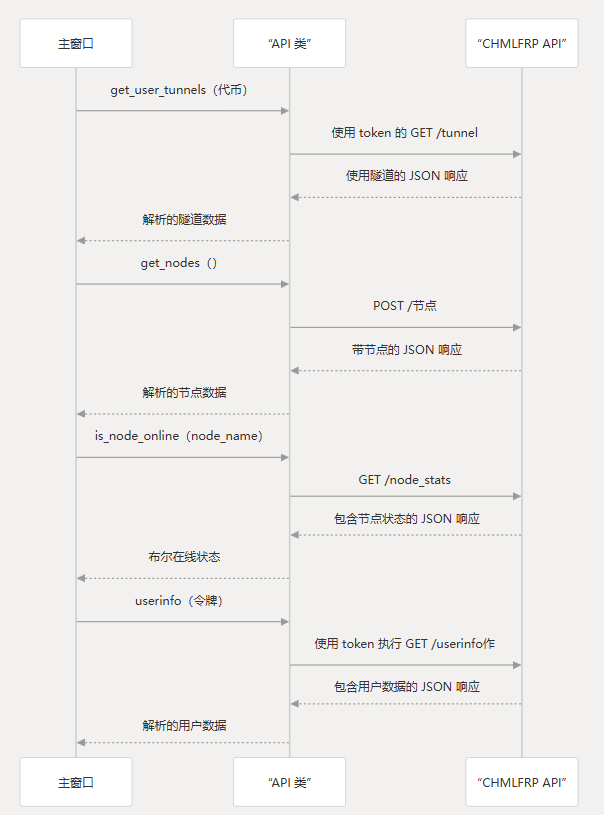 主窗口
“API 类”
“CHMLFRP API”
get_user_tunnels（代币）
使用 token 的 GET /tunnel
使用隧道的 JSON 响应
解析的隧道数据
get_nodes（）
POST /节点
带节点的 JSON 响应
解析的节点数据
is_node_online（node_name）
GET /node_stats
包含节点状态的 JSON 响应
布尔在线状态
userinfo（令牌）
使用 token 执行 GET /userinfo作
包含用户数据的 JSON 响应
解析的用户数据
主窗口
“API 类”
“CHMLFRP API”